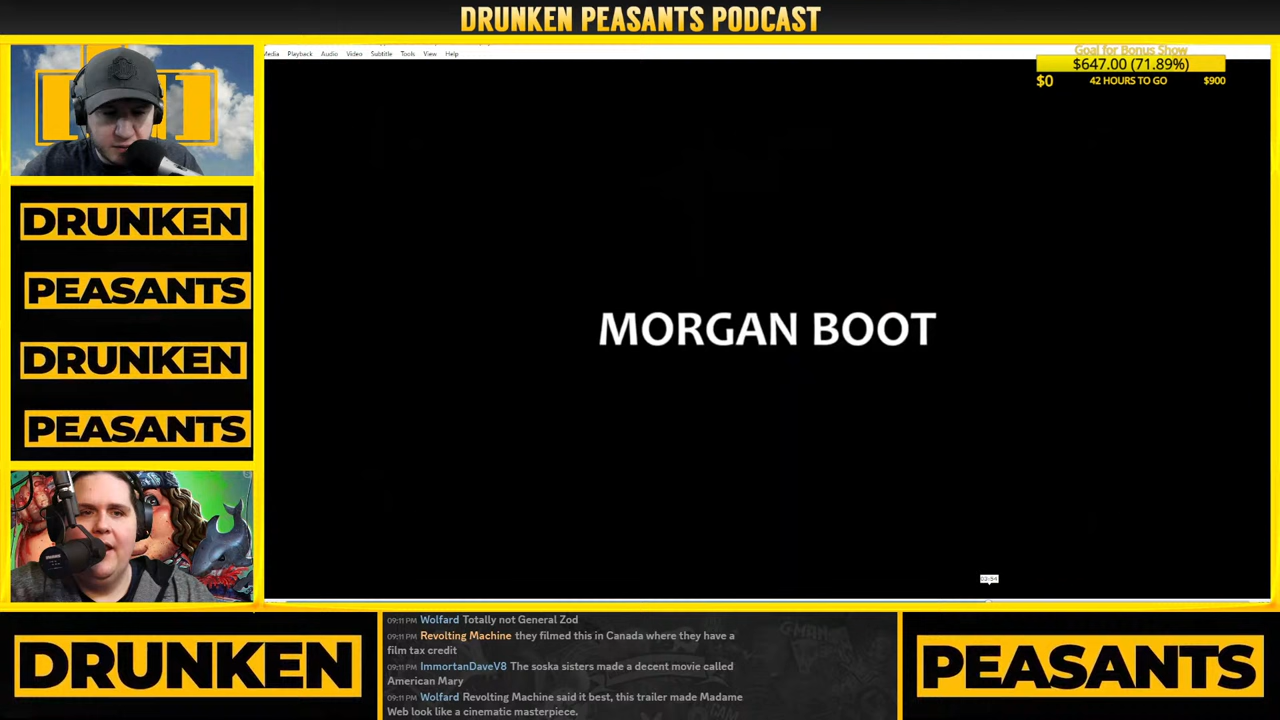 DRUNKEN PEASANTS PODCAST
Media Playback Audio Video Subtitle Tools View Help
Goal for Bonus Show
$647.00 (71.89%)
$0 42 HOURS TO GO $900
DRUNKEN
PEASANTS
DRUNKEN
PEASANTS
MORGAN BOOT
09:11 PM Wolfard Totally not General Zod
09:11 PM Revolting Machine they filmed this in Canada where they have a
film tax credit
09:11 PM ImmortanDaveV8 The soska sisters made a decent movie called
American Mary
09:11 PM Wolfard Revolting Machine said it best, this trailer made Madame
Web look like a cinematic masterpiece.
DRUNKEN
PEASANTS